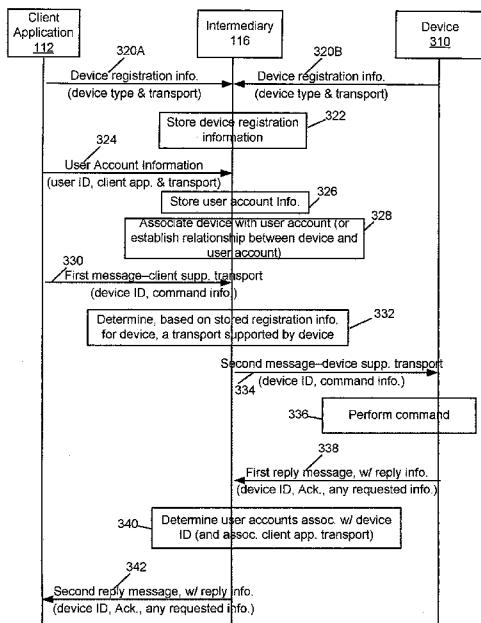 Client
Application
112
Intermediary
116
Device
310
320A
320B
Device registration info.
(device type & transport)
Device registration info.
(device type & transport)
Store device registration
information
322
324
User Account Information
(user ID, client app. & transport)
Store user account Info.
326
Associate device with user account (or
establish relationship between device and
user account)
328
330
First message–client supp. transport
(device ID, command info.)
Determine, based on stored registration info.
for device, a transport supported by device
332
Second message–device supp. transport
334
(device ID, command info.)
336
Perform command
338
First reply message, w/ reply info.
(device ID, Ack., any requested info.)
340
Determine user accounts assoc. w/ device
ID (and assoc. client app. transport)
342
Second reply message, w/ reply info.
(device ID, Ack., any requested info.)